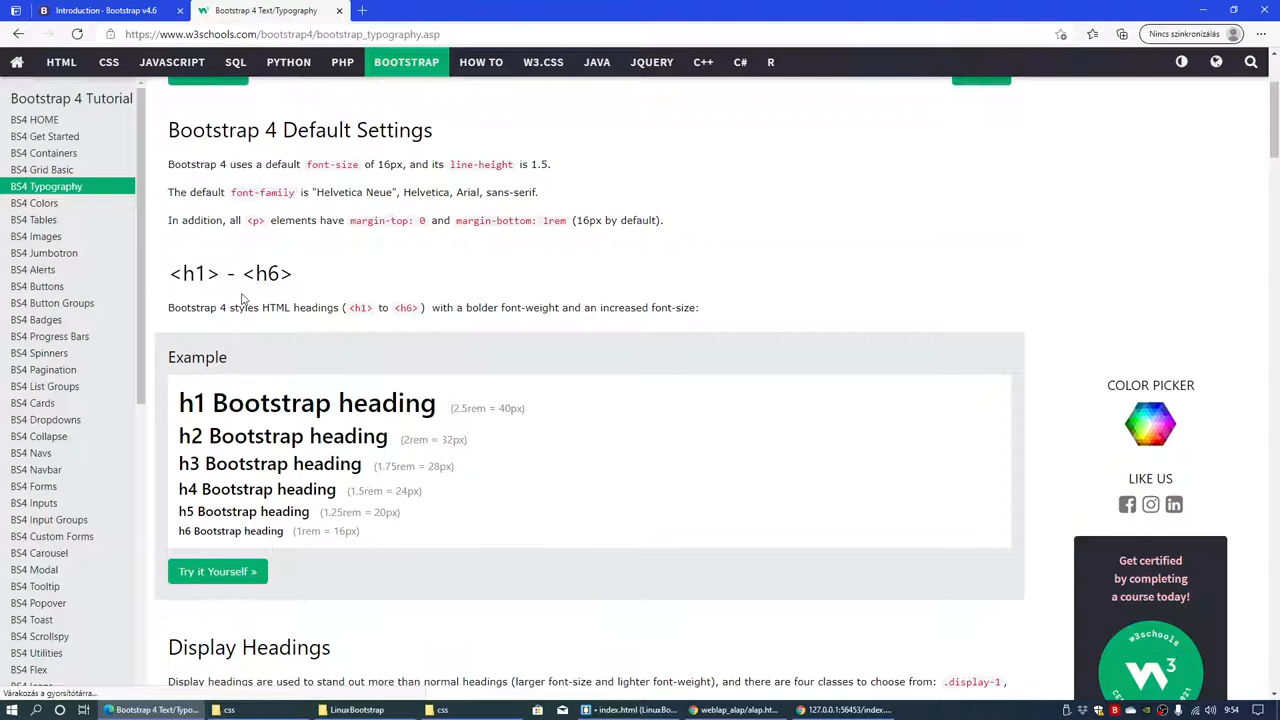 Introduction · Bootstrap v4.6
Bootstrap 4 Text/Typography
https://www.w3schools.com/bootstrap4/bootstrap_typography.asp
Nincs szinkronizálás
HTML CSS JAVASCRIPT SQL PYTHON PHP BOOTSTRAP HOW TO W3.CSS JAVA JQUERY C++ C# R
Bootstrap 4 Tutorial
BS4 HOME
BS4 Get Started
BS4 Containers
BS4 Grid Basic
BS4 Typography
BS4 Colors
BS4 Tables
BS4 Images
BS4 Jumbotron
BS4 Alerts
BS4 Buttons
BS4 Button Groups
BS4 Badges
BS4 Progress Bars
BS4 Spinners
BS4 Pagination
BS4 List Groups
BS4 Cards
BS4 Dropdowns
BS4 Collapse
BS4 Navs
BS4 Navbar
BS4 Forms
BS4 Inputs
BS4 Input Groups
BS4 Custom Forms
BS4 Carousel
BS4 Modal
BS4 Tooltip
BS4 Popover
BS4 Toast
BS4 Scrollspy
BS4 Utilities
BS4 Flex
Bootstrap 4 Default Settings
Bootstrap 4 uses a default font-size of 16px, and its line-height is 1.5.
The default font-family is "Helvetica Neue", Helvetica, Arial, sans-serif.
In addition, all <p> elements have margin-top: 0 and margin-bottom: 1rem (16px by default).
<h1> - <h6>
Bootstrap 4 styles HTML headings (<h1> to <h6>) with a bolder font-weight and an increased font-size:
Example
h1 Bootstrap heading (2.5rem = 40px)
h2 Bootstrap heading (2rem = 32px)
h3 Bootstrap heading (1.75rem = 28px)
h4 Bootstrap heading (1.5rem = 24px)
h5 Bootstrap heading (1.25rem = 20px)
h6 Bootstrap heading (1rem = 16px)
Try it Yourself »
Display Headings
Display headings are used to stand out more than normal headings (larger font-size and lighter font-weight), and there are four classes to choose from: .display-1,
COLOR PICKER
LIKE US
Get certified
by completing
a course today!
w3schools
Várakozás a gyorsítótárra...
Bootstrap 4 Text/Typo...
css
LinuxBootstrap
css
• index.html (LinuxBo...
weblap_alap/alap.ht...
127.0.0.1:56453/index....
9:54